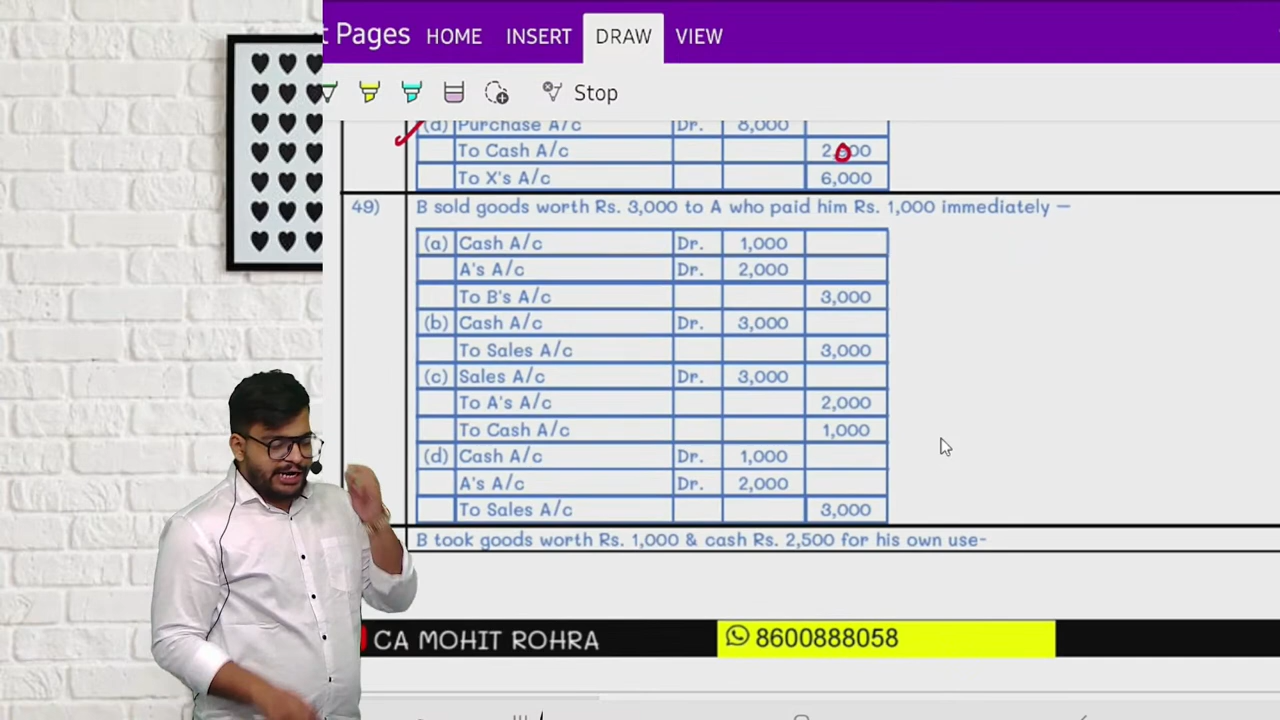 t Pages HOME INSERT DRAW VIEW
Stop
(d) Purchase A/c Dr. 8,000
To Cash A/c 2,000
To X's A/c 6,000
49) B sold goods worth Rs. 3,000 to A who paid him Rs. 1,000 immediately —
(a) Cash A/c Dr. 1,000
A's A/c Dr. 2,000
To B's A/c 3,000
(b) Cash A/c Dr. 3,000
To Sales A/c 3,000
(c) Sales A/c Dr. 3,000
To A's A/c 2,000
To Cash A/c 1,000
(d) Cash A/c Dr. 1,000
A's A/c Dr. 2,000
To Sales A/c 3,000
B took goods worth Rs. 1,000 & cash Rs. 2,500 for his own use-
CA MOHIT ROHRA 8600888058